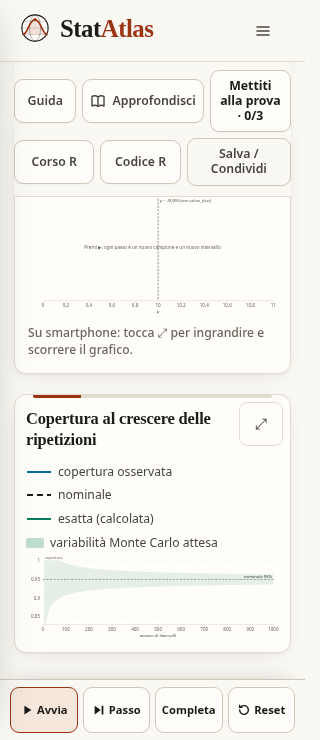 StatAtlas
Guida
Approfondisci
Mettiti
alla prova
· 0/3
Corso R
Codice R
Salva /
Condividi
Premi ▶: ogni passo è un nuovo campione e un nuovo intervallo
9 9,2 9,4 9,6 9,8 10 10,2 10,4 10,6 10,8 11
Su smartphone: tocca ⤢ per ingrandire e
scorrere il grafico.
Copertura al crescere delle
ripetizioni
copertura osservata
nominale
esatta (calcolata)
variabilità Monte Carlo attesa
copertura
1
nominale 95%
0,95
0,9
0,85
0 100 200 300 400 500 600 700 800 900 1000
numero di intervalli
Avvia
Passo
Completa
Reset